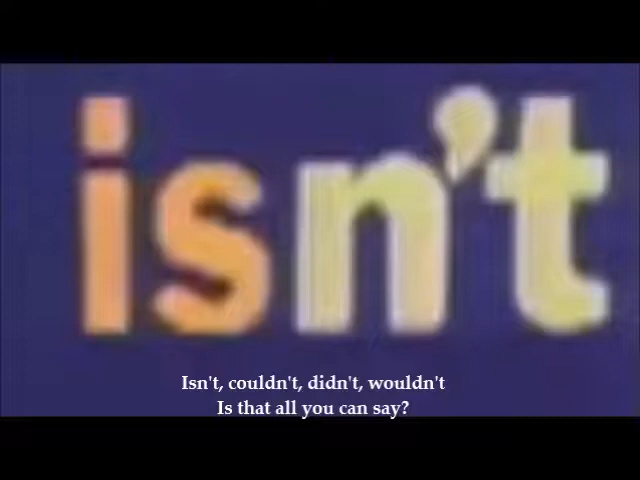 isn't
Isn't, couldn't, didn't, wouldn't
Is that all you can say?